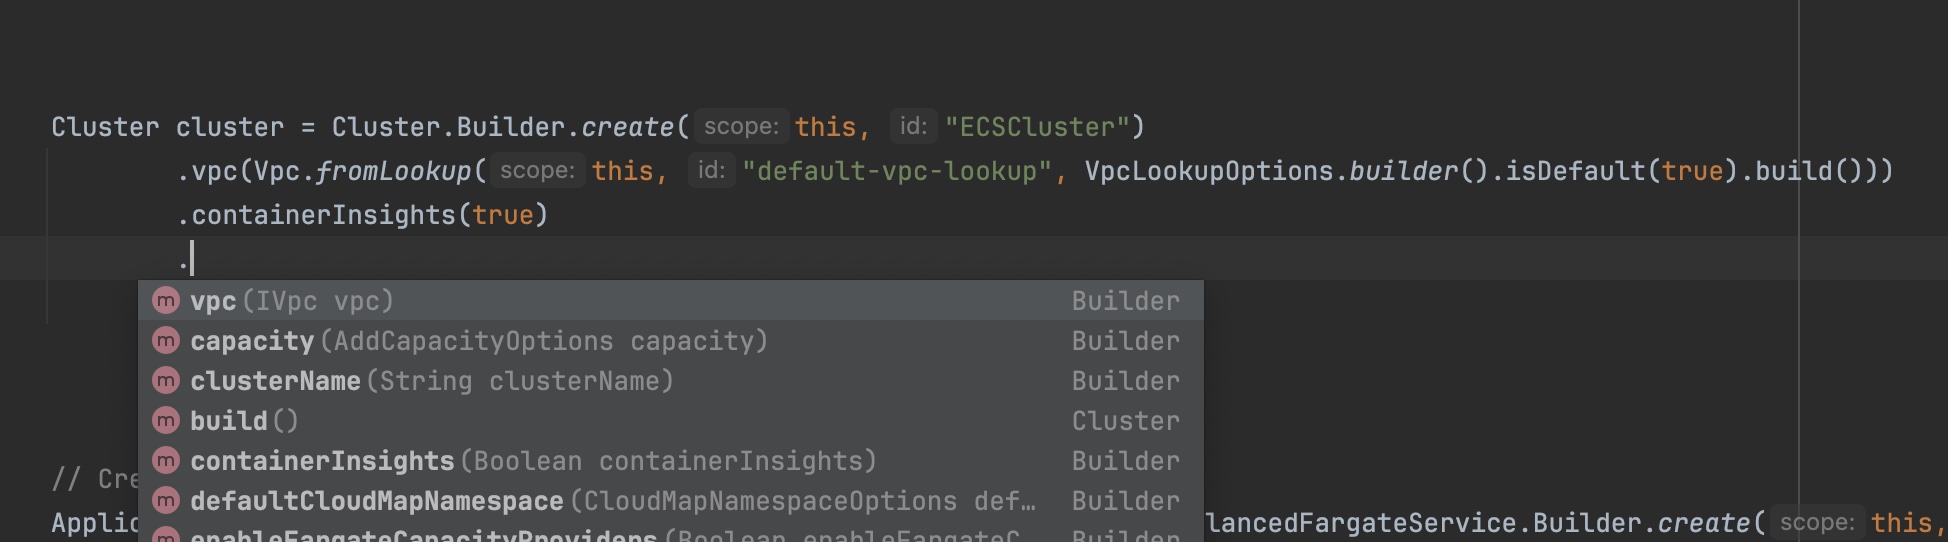 Cluster cluster = Cluster.Builder.create( scope: this, id: "ECSCluster")
.vpc(Vpc.fromLookup( scope: this, id: "default-vpc-lookup", VpcLookupOptions.builder().isDefault(true).build()))
.containerInsights(true)
.
m vpc(IVpc vpc) Builder
m capacity(AddCapacityOptions capacity) Builder
m clusterName(String clusterName) Builder
m build() Cluster
m containerInsights(Boolean containerInsights) Builder
// Cre
m defaultCloudMapNamespace(CloudMapNamespaceOptions def… Builder
Applic
m enableFargateCapacityProviders(Boolean enableFargateC Builder
lancedFargateService.Builder.create( scope: this,